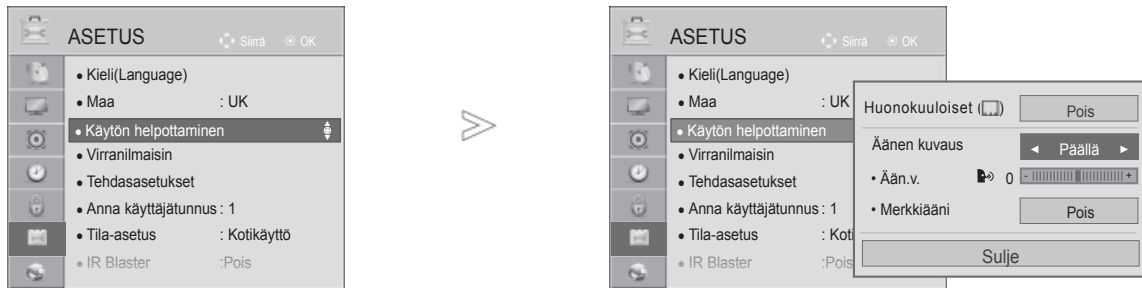 ASETUS Siirrä OK
• Kieli(Language)
• Maa : UK
• Käytön helpottaminen
• Virranilmaisin
• Tehdasasetukset
• Anna käyttäjätunnus : 1
• Tila-asetus : Kotikäyttö
• IR Blaster :Pois
ASETUS Siirrä OK
• Kieli(Language)
• Maa : UK
• Käytön helpottaminen
• Virranilmaisin
• Tehdasasetukset
• Anna käyttäjätunnus : 1
• Tila-asetus : Koti
• IR Blaster :Pois
Huonokuuloiset ( ) Pois
Äänen kuvaus ◄ Päällä ►
• Ään.v. 0 - +
• Merkkiääni Pois
Sulje